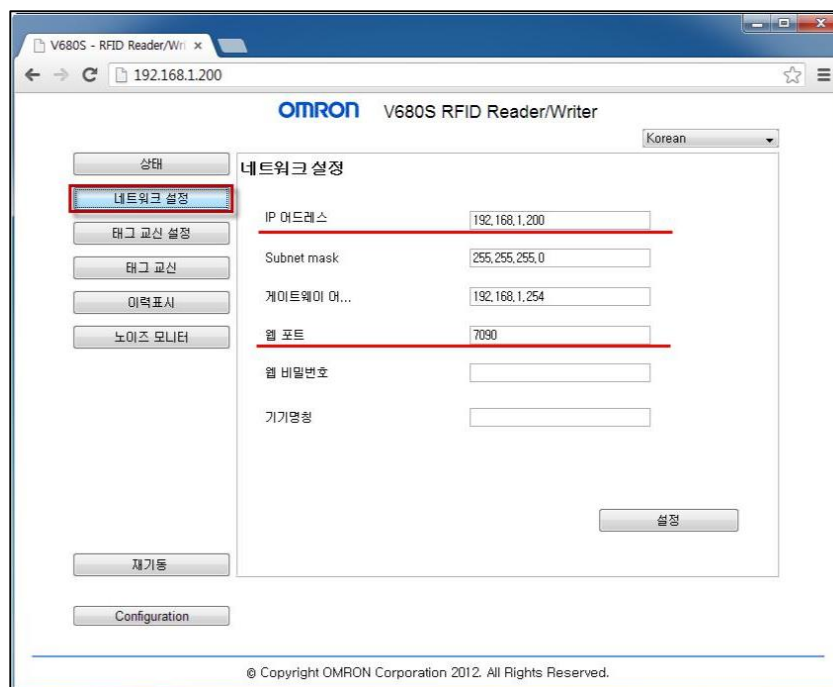 V680S - RFID Reader/Wri
192.168.1.200
OMRON V680S RFID Reader/Writer
Korean
상태
네트워크 설정
태그 교신 설정
태그 교신
이력표시
노이즈 모니터
재기동
Configuration
네트워크 설정
IP 어드레스 192,168,1,200
Subnet mask 255,255,255,0
게이트웨이 어... 192,168,1,254
웹 포트 7090
웹 비밀번호
기기명칭
설정
© Copyright OMRON Corporation 2012. All Rights Reserved.